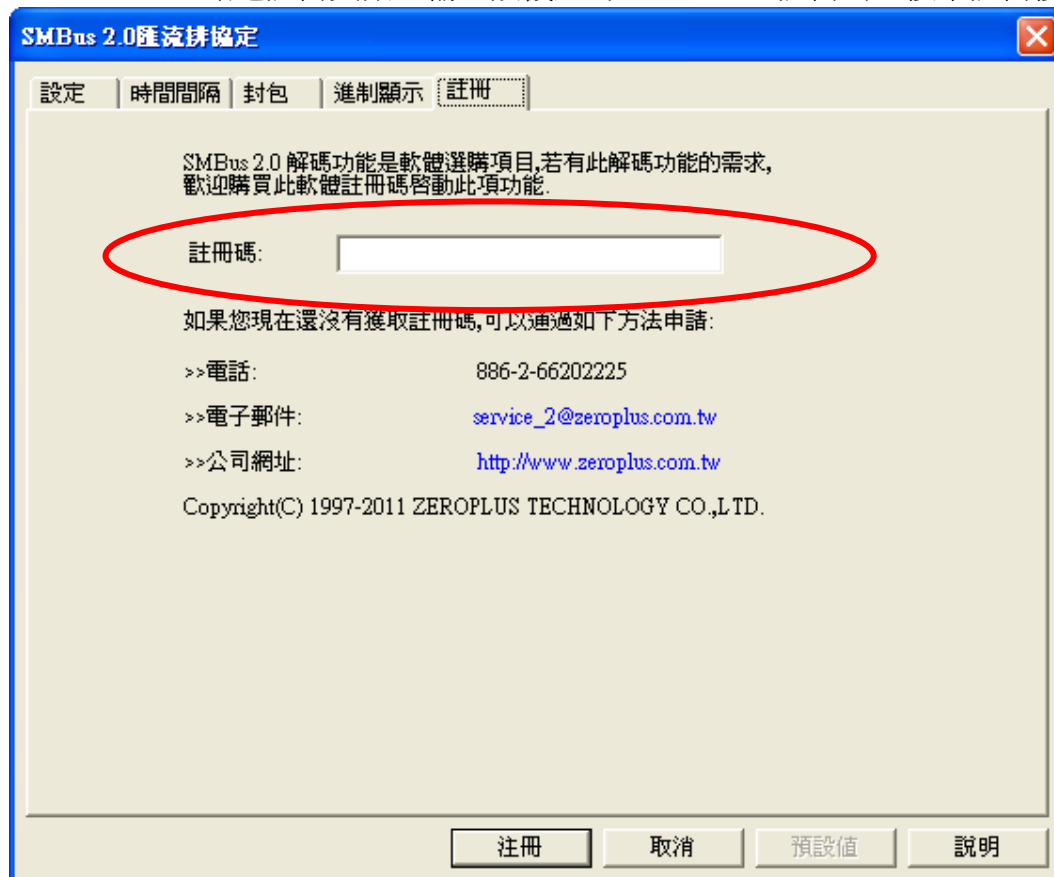 SMBus 2.0匯流排協定
設定 時間間隔 封包 進制顯示 註冊
SMBus 2.0 解碼功能是軟體選購項目,若有此解碼功能的需求,
歡迎購買此軟體註冊碼啓動此項功能.
註冊碼:
如果您現在還沒有獲取註冊碼,可以通過如下方法申請:
>>電話: 886-2-66202225
>>電子郵件: service_2@zeroplus.com.tw
>>公司網址: http://www.zeroplus.com.tw
Copyright(C) 1997-2011 ZEROPLUS TECHNOLOGY CO.,LTD.
注冊 取消 預設值 說明